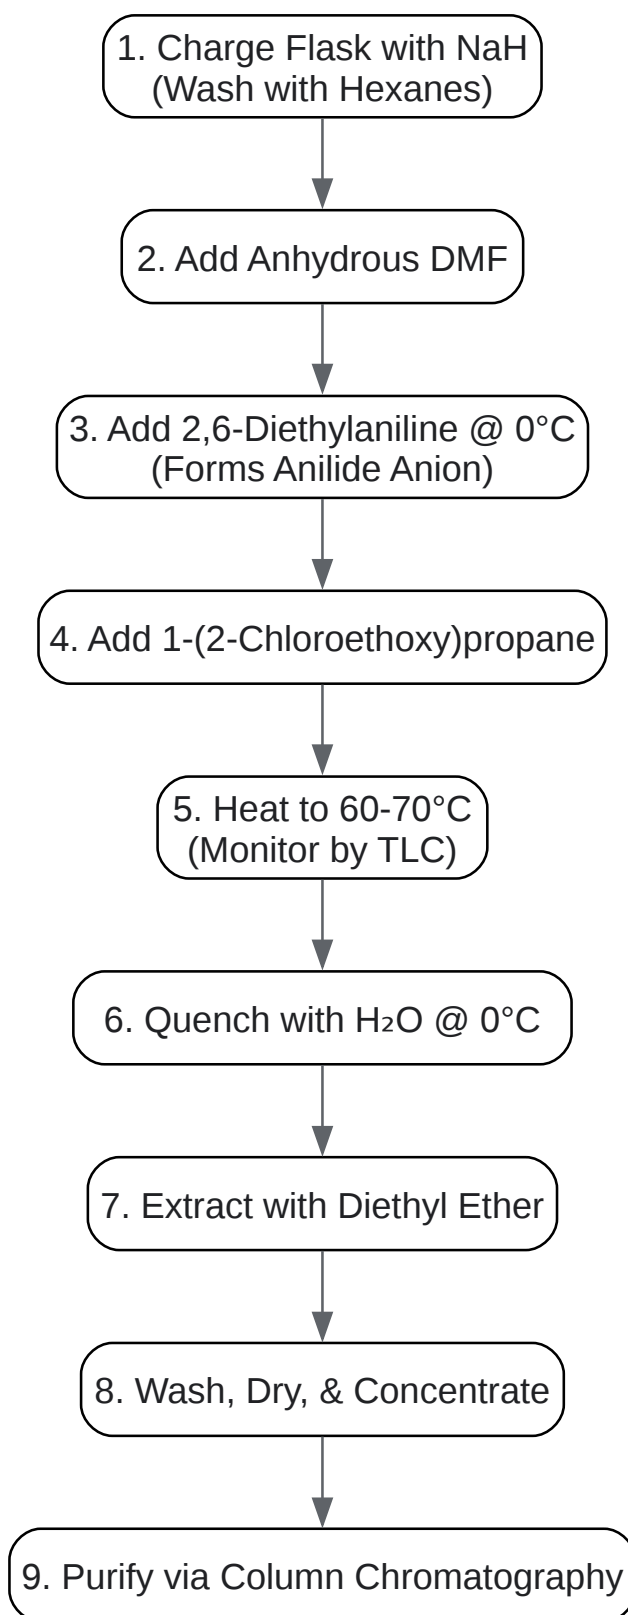 1. Charge Flask with NaH
(Wash with Hexanes)
2. Add Anhydrous DMF
3. Add 2,6-Diethylaniline @ 0°C
(Forms Anilide Anion)
4. Add 1-(2-Chloroethoxy)propane
5. Heat to 60-70°C
(Monitor by TLC)
6. Quench with H₂O @ 0°C
7. Extract with Diethyl Ether
8. Wash, Dry, & Concentrate
9. Purify via Column Chromatography